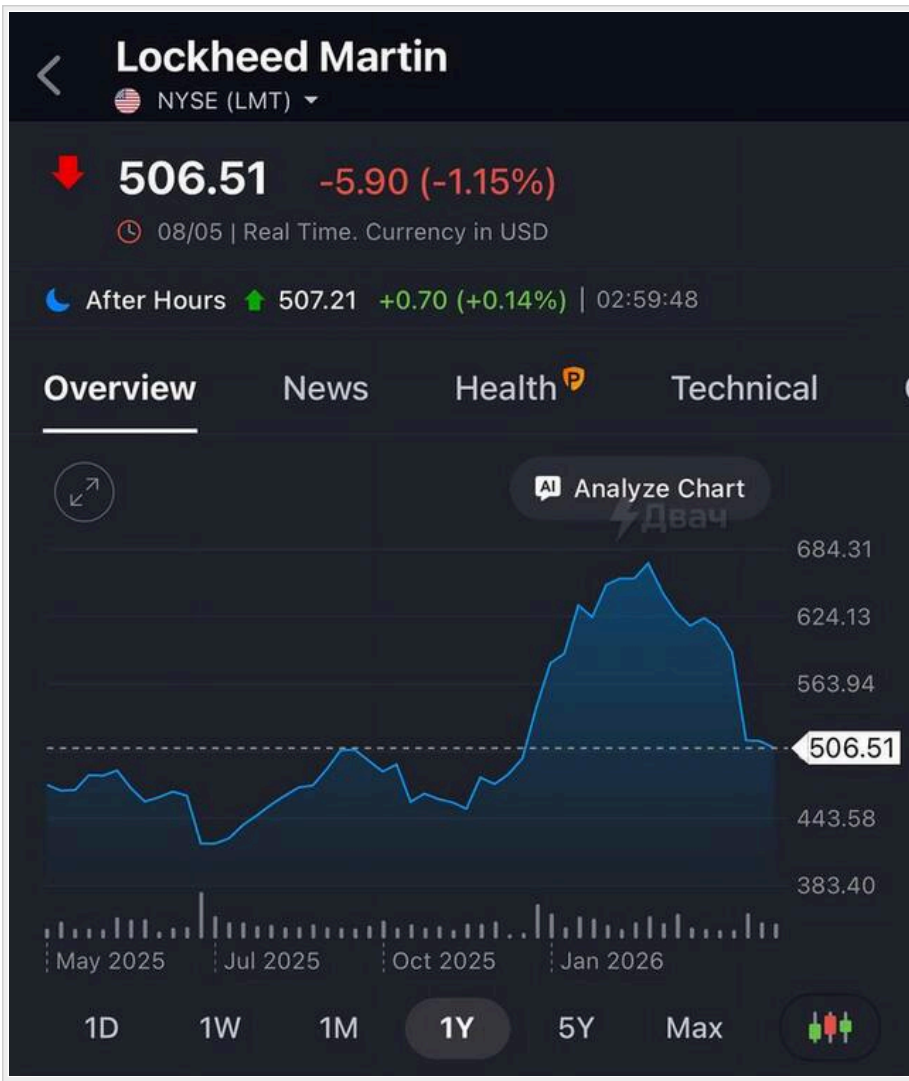 Lockheed Martin
NYSE (LMT)
506.51 -5.90 (-1.15%)
08/05 | Real Time. Currency in USD
After Hours 507.21 +0.70 (+0.14%) | 02:59:48
Overview News Health P Technical
AI Analyze Chart
Двач
684.31
624.13
563.94
506.51
443.58
383.40
May 2025 Jul 2025 Oct 2025 Jan 2026
1D 1W 1M 1Y 5Y Max